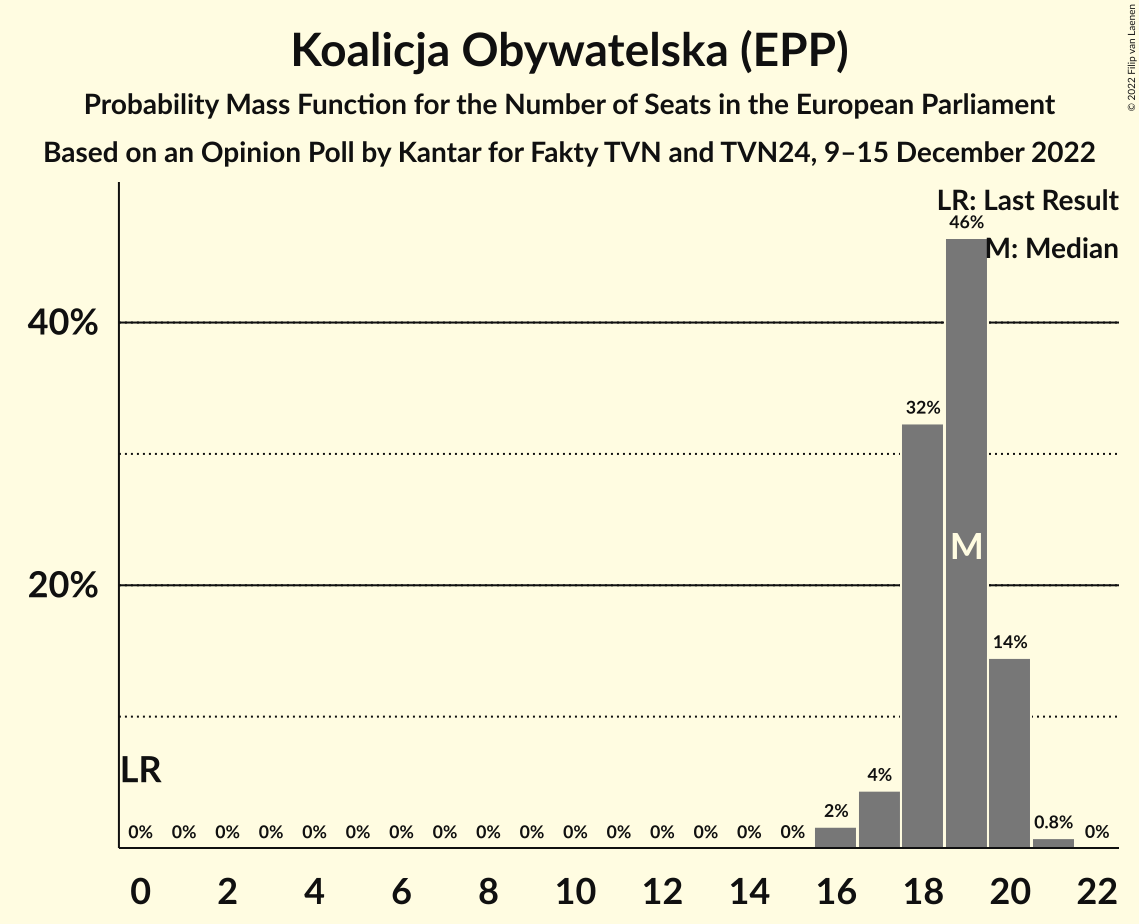 Koalicja Obywatelska (EPP)
Probability Mass Function for the Number of Seats in the European Parliament
Based on an Opinion Poll by Kantar for Fakty TVN and TVN24, 9–15 December 2022
© 2022 Filip van Laenen
LR: Last Result
M: Median
46%
40%
32%
M
20%
14%
LR
4%
2%
0.8%
0% 0% 0% 0% 0% 0% 0% 0% 0% 0% 0% 0% 0% 0% 0% 0% 0%
0 2 4 6 8 10 12 14 16 18 20 22